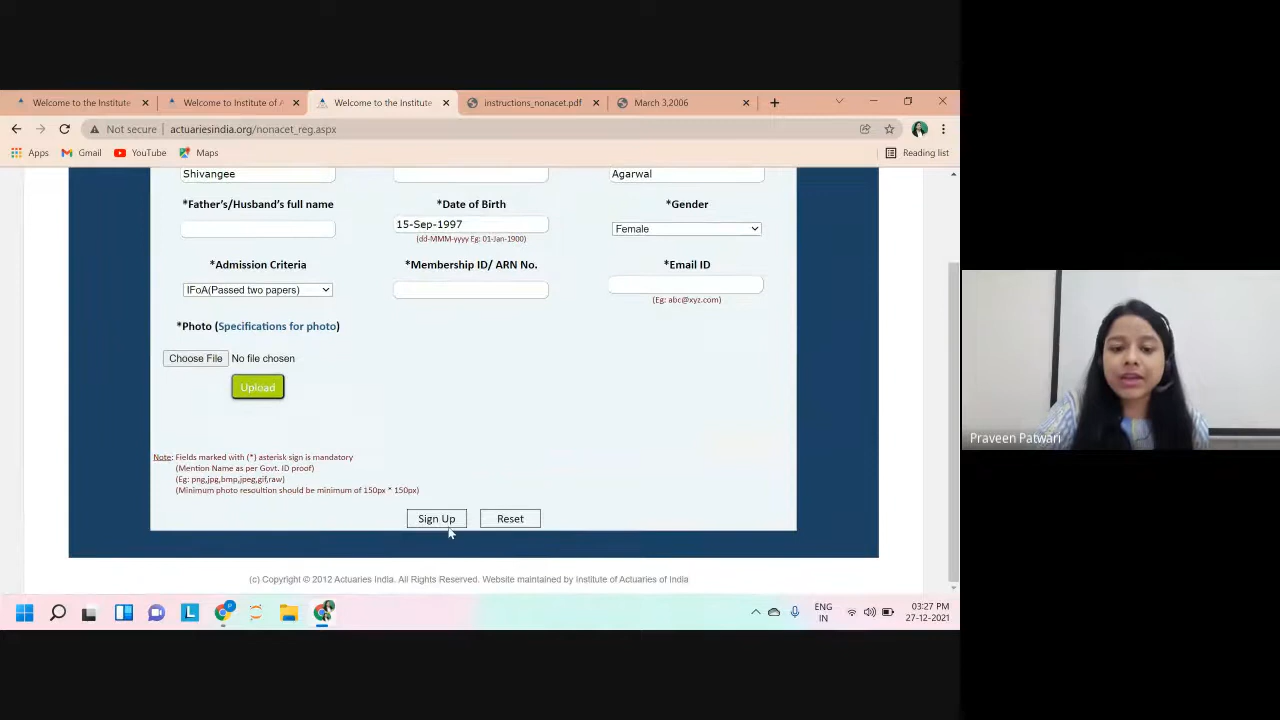 Welcome to the Institute
Welcome to Institute of A
Welcome to the Institute
instructions_nonacet.pdf
March 3,2006
Not secure
actuariesindia.org/nonacet_reg.aspx
Apps
Gmail
YouTube
Maps
Reading list
Shivangee
Agarwal
*Father's/Husband's full name
*Date of Birth
*Gender
15-Sep-1997
Female
(dd-MMM-yyyy Eg: 01-Jan-1900)
*Admission Criteria
*Membership ID/ ARN No.
*Email ID
IFoA(Passed two papers)
(Eg: abc@xyz.com)
*Photo (Specifications for photo)
Choose File No file chosen
Upload
Note: Fields marked with (*) asterisk sign is mandatory
(Mention Name as per Govt. ID proof)
(Eg: png,jpg,bmp,jpeg,gif,raw)
(Minimum photo resoultion should be minimum of 150px * 150px)
Sign Up
Reset
(c) Copyright © 2012 Actuaries India. All Rights Reserved. Website maintained by Institute of Actuaries of India
ENG
IN
03:27 PM
27-12-2021
Praveen Patwari